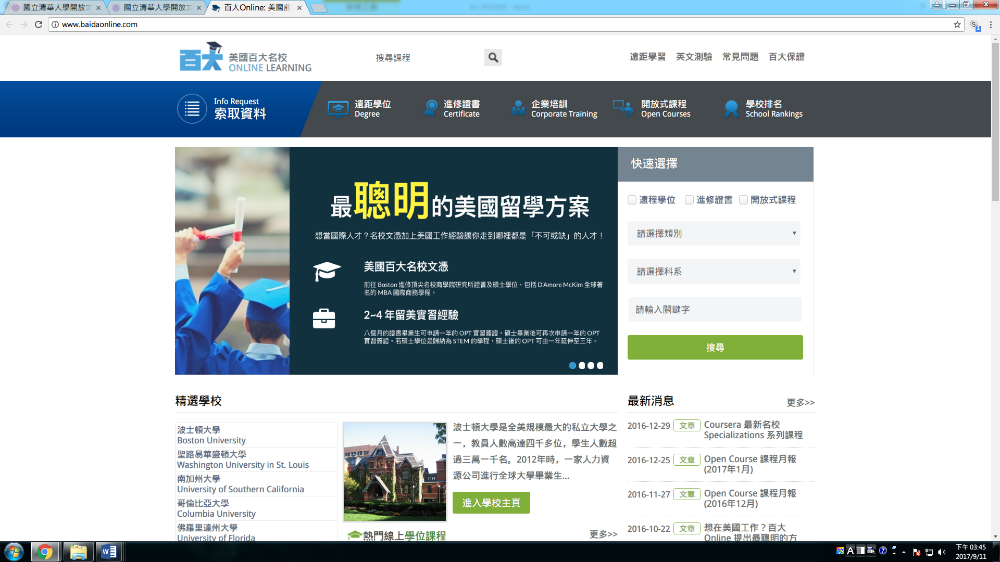 國立清華大學開放式
國立清華大學開放式
百大Online: 美國前
www.baidaonline.com
百大
美國百大名校
ONLINE LEARNING
搜尋課程
遠距學習 英文測驗 常見問題 百大保證
Info Request
索取資料
遠距學位
Degree
進修證書
Certificate
企業培訓
Corporate Training
開放式課程
Open Courses
學校排名
School Rankings
最聰明的美國留學方案
想當國際人才？名校文憑加上美國工作經驗讓你走到哪裡都是「不可或缺」的人才！
美國百大名校文憑
前往 Boston 進修頂尖名校商學院研究所證書及碩士學位，包括 D'Amore McKim 全球著
名的 MBA 國際商務學程。
2~4 年留美實習經驗
八個月的證書畢業生可申請一年的 OPT 實習簽證。碩士畢業後可再次申請一年的 OPT
實習簽證。若碩士學位是歸納為 STEM 的學程，碩士後的 OPT 可由一年延伸至三年。
快速選擇
遠程學位 進修證書 開放式課程
請選擇類別
請選擇科系
請輸入關鍵字
搜尋
精選學校
波士頓大學
Boston University
聖路易華盛頓大學
Washington University in St. Louis
南加州大學
University of Southern California
哥倫比亞大學
Columbia University
佛羅里達州大學
University of Florida
波士頓大學是全美規模最大的私立大學之
一，教員人數高達四千多位，學生人數超
過三萬一千名。2012年時，一家人力資
源公司進行全球大學畢業生...
進入學校主頁
熱門線上學位課程
更多>>
最新消息
更多>>
2016-12-29 文章 Coursera 最新名校
Specializations 系列課程
2016-12-25 文章 Open Course 課程月報
(2017年1月)
2016-11-27 文章 Open Course 課程月報
(2016年12月)
2016-10-22 文章 想在美國工作？百大
Online 提出最聰明的方
下午 03:45
2017/9/11